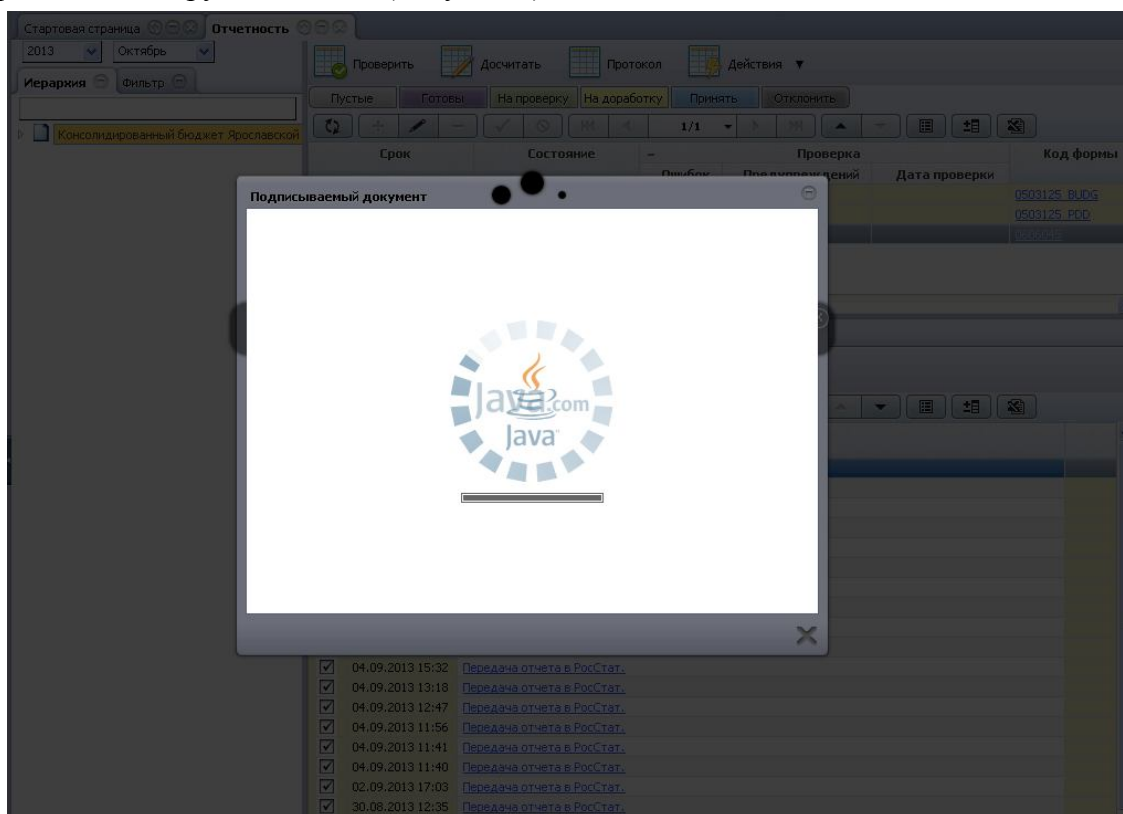 Стартовая страница Отчетность
2013 Октябрь
Проверить Досчитать Протокол Действия
Иерархия Фильтр
Пустые Готовы На проверку На доработку Принять Отклонить
Консолидированный бюджет Ярославской
1/1
Срок Состояние Проверка Код формы
Ошибок Предупреждений Дата проверки
Подписываемый документ
0503125_BUDG
0503125_PDD
0606045
Java.com
Java
04.09.2013 15:32 Передача отчета в РосСтат.
04.09.2013 13:18 Передача отчета в РосСтат.
04.09.2013 12:47 Передача отчета в РосСтат.
04.09.2013 11:56 Передача отчета в РосСтат.
04.09.2013 11:41 Передача отчета в РосСтат.
04.09.2013 11:40 Передача отчета в РосСтат.
02.09.2013 17:03 Передача отчета в РосСтат.
30.08.2013 12:35 Передача отчета в РосСтат.